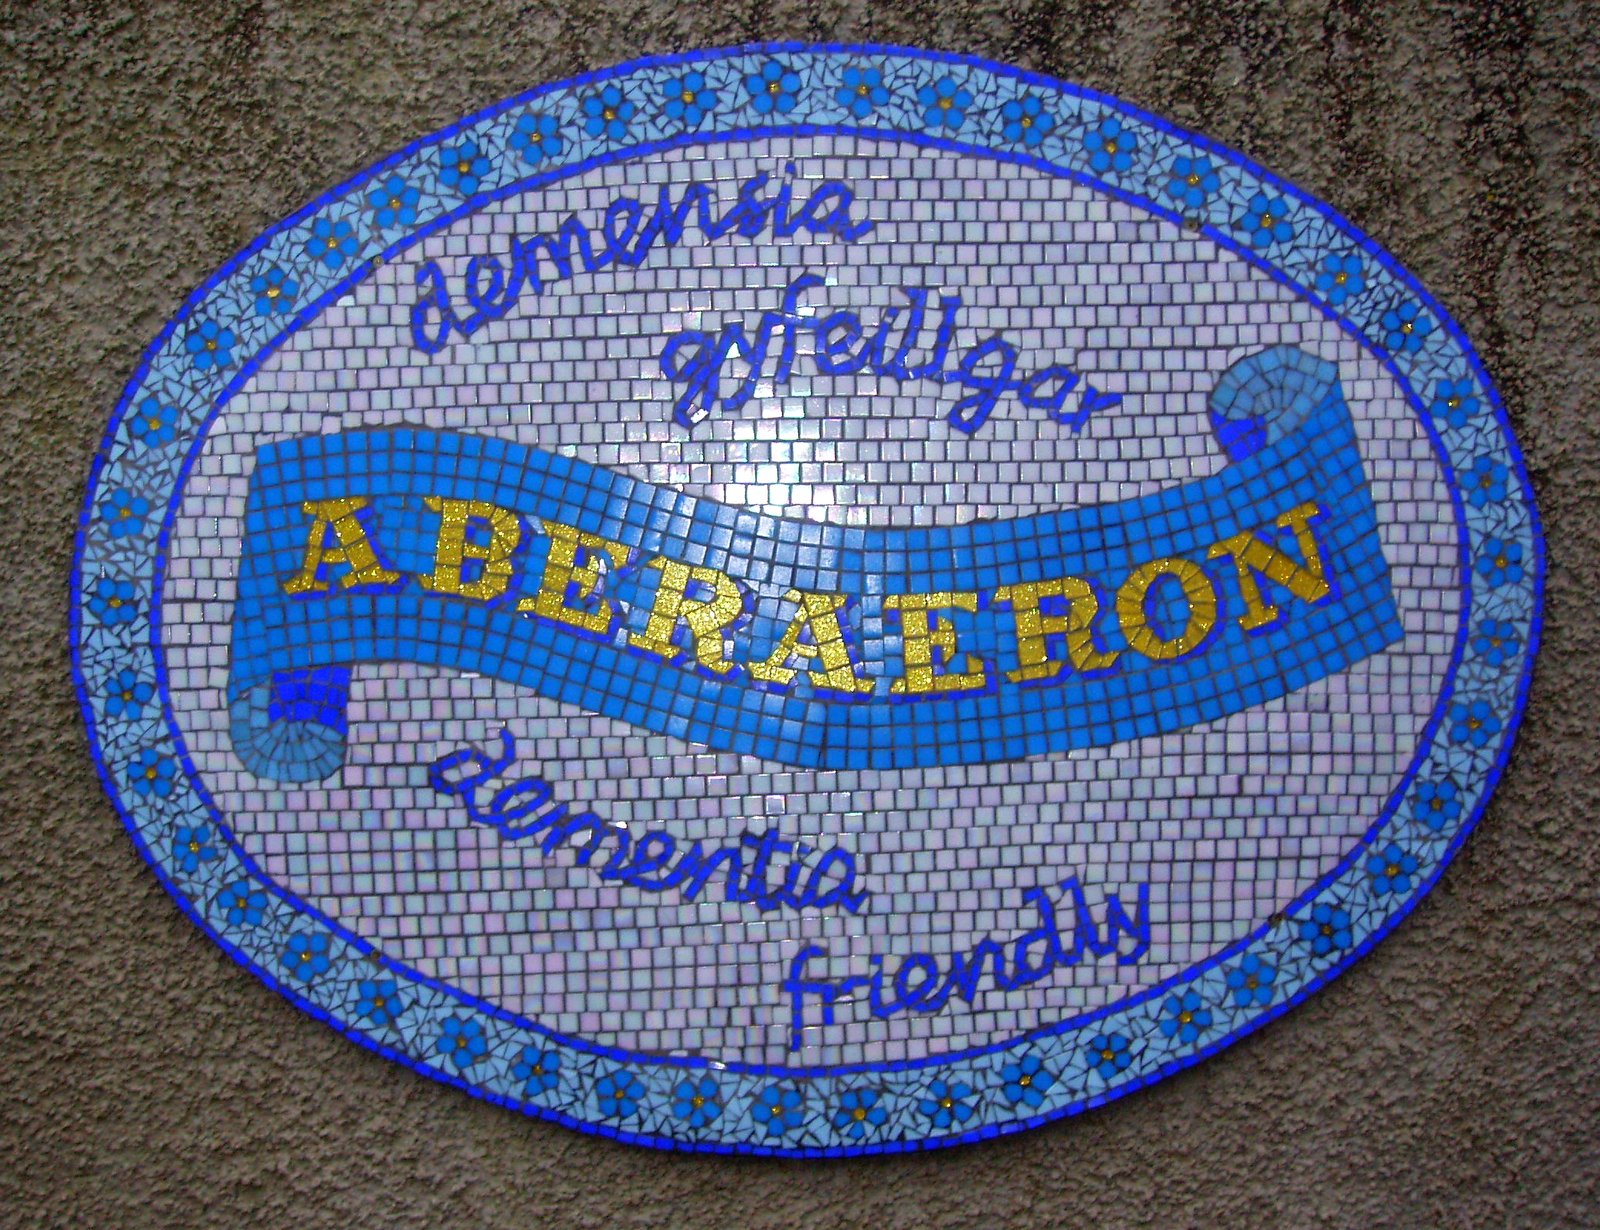 demensia
gyfeillgar
ABERAERON
dementia
friendly